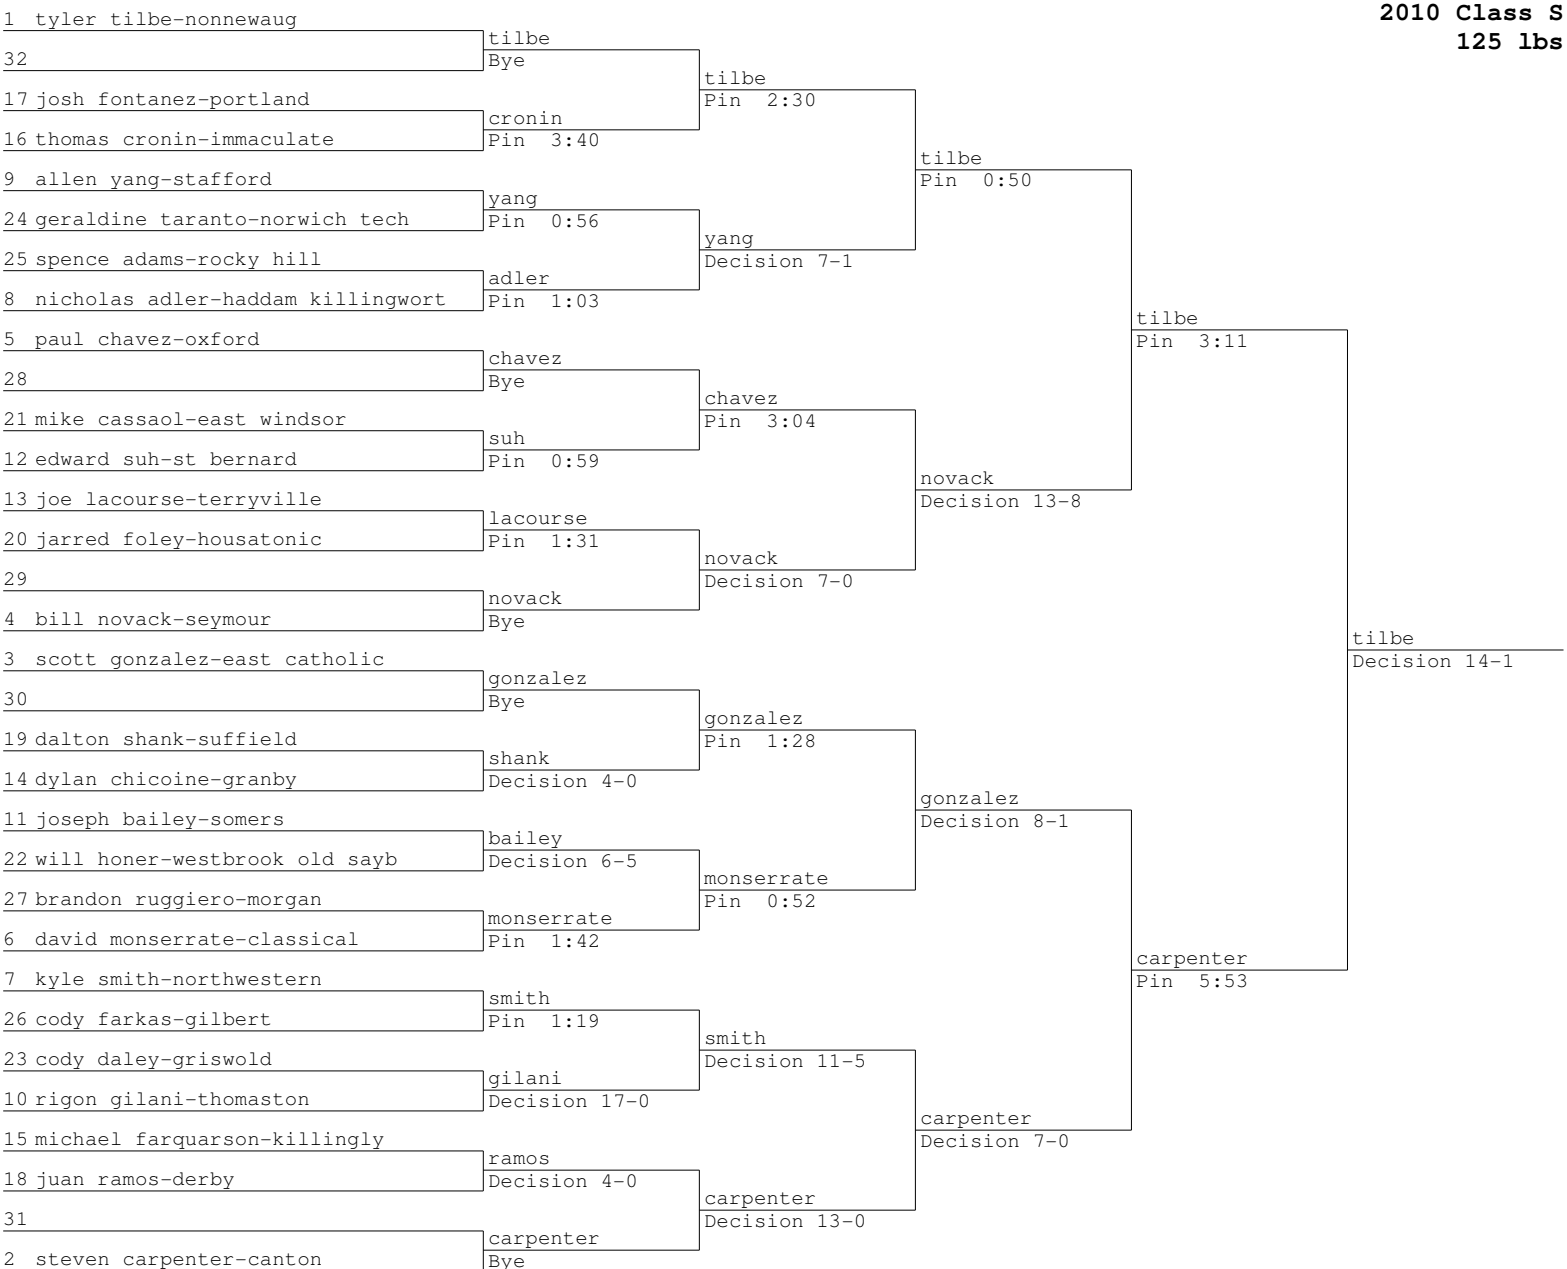 2010 Class S
125 lbs
1 tyler tilbe-nonnewaug
32
17 josh fontanez-portland
16 thomas cronin-immaculate
9 allen yang-stafford
24 geraldine taranto-norwich tech
25 spence adams-rocky hill
8 nicholas adler-haddam killingwort
5 paul chavez-oxford
28
21 mike cassaol-east windsor
12 edward suh-st bernard
13 joe lacourse-terryville
20 jarred foley-housatonic
29
4 bill novack-seymour
3 scott gonzalez-east catholic
30
19 dalton shank-suffield
14 dylan chicoine-granby
11 joseph bailey-somers
22 will honer-westbrook old sayb
27 brandon ruggiero-morgan
6 david monserrate-classical
7 kyle smith-northwestern
26 cody farkas-gilbert
23 cody daley-griswold
10 rigon gilani-thomaston
15 michael farquarson-killingly
18 juan ramos-derby
31
2 steven carpenter-canton
tilbe
Bye
cronin
Pin 3:40
yang
Pin 0:56
adler
Pin 1:03
chavez
Bye
suh
Pin 0:59
lacourse
Pin 1:31
novack
Bye
gonzalez
Bye
shank
Decision 4-0
bailey
Decision 6-5
monserrate
Pin 1:42
smith
Pin 1:19
gilani
Decision 17-0
ramos
Decision 4-0
carpenter
Bye
tilbe
Pin 2:30
yang
Decision 7-1
chavez
Pin 3:04
novack
Decision 7-0
gonzalez
Pin 1:28
monserrate
Pin 0:52
smith
Decision 11-5
carpenter
Decision 13-0
tilbe
Pin 0:50
novack
Decision 13-8
gonzalez
Decision 8-1
carpenter
Decision 7-0
tilbe
Pin 3:11
carpenter
Pin 5:53
tilbe
Decision 14-1